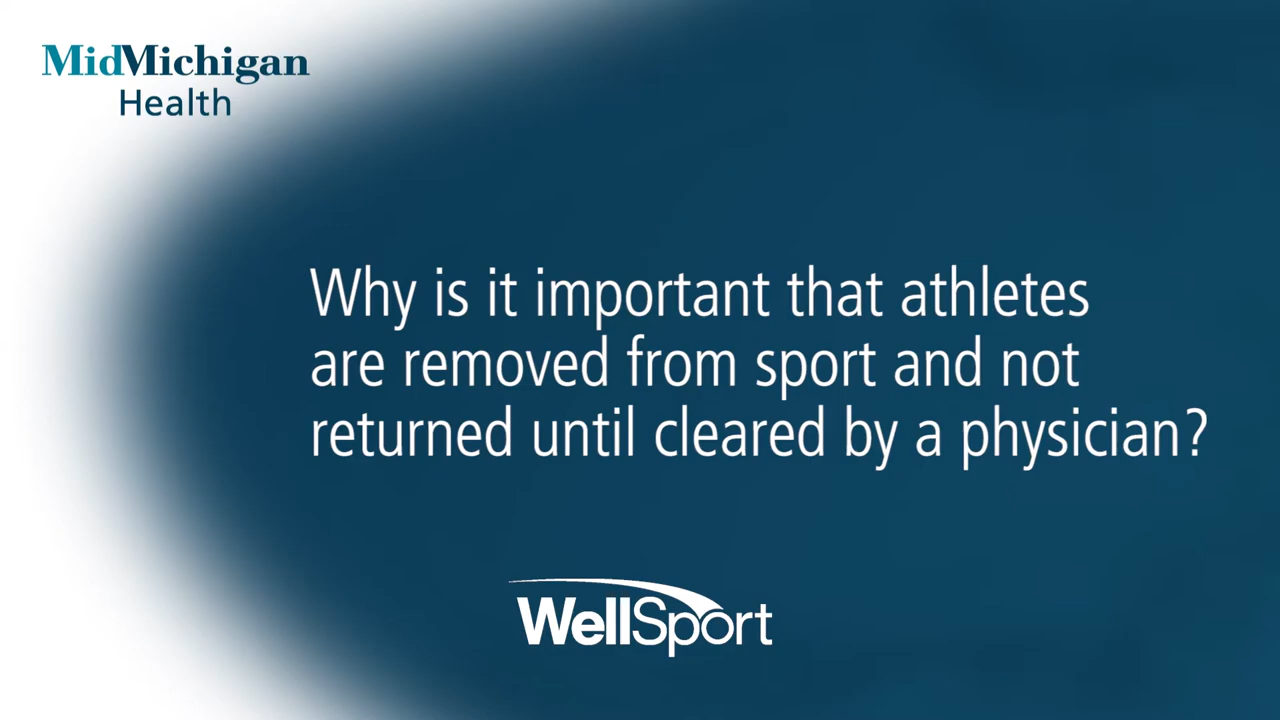 MidMichigan
Health
Why is it important that athletes
are removed from sport and not
returned until cleared by a physician?
WellSport